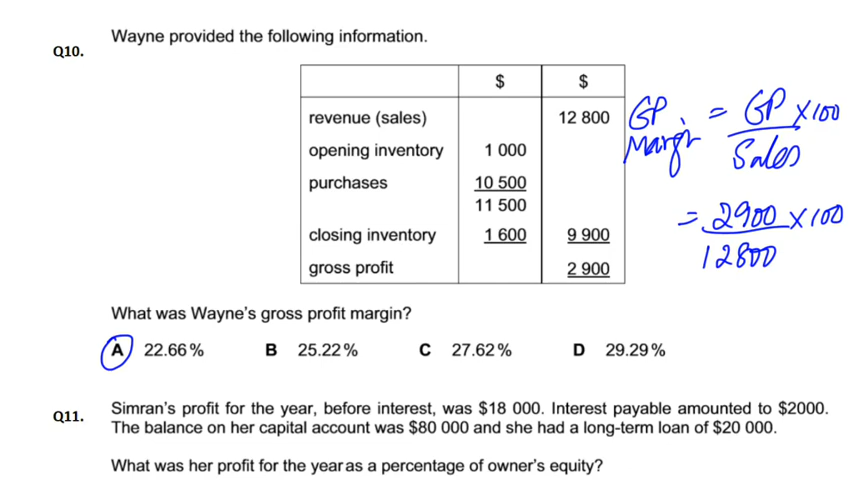 Q10. Wayne provided the following information.
$ $
revenue (sales) 12 800
opening inventory 1 000
purchases 10 500
11 500
closing inventory 1 600 9 900
gross profit 2 900
GP Margin = GP × 100
Sales
= 2900 × 100
12800
What was Wayne's gross profit margin?
A 22.66 % B 25.22 % C 27.62 % D 29.29 %
Q11. Simran's profit for the year, before interest, was $18 000. Interest payable amounted to $2000.
The balance on her capital account was $80 000 and she had a long-term loan of $20 000.
What was her profit for the year as a percentage of owner's equity?